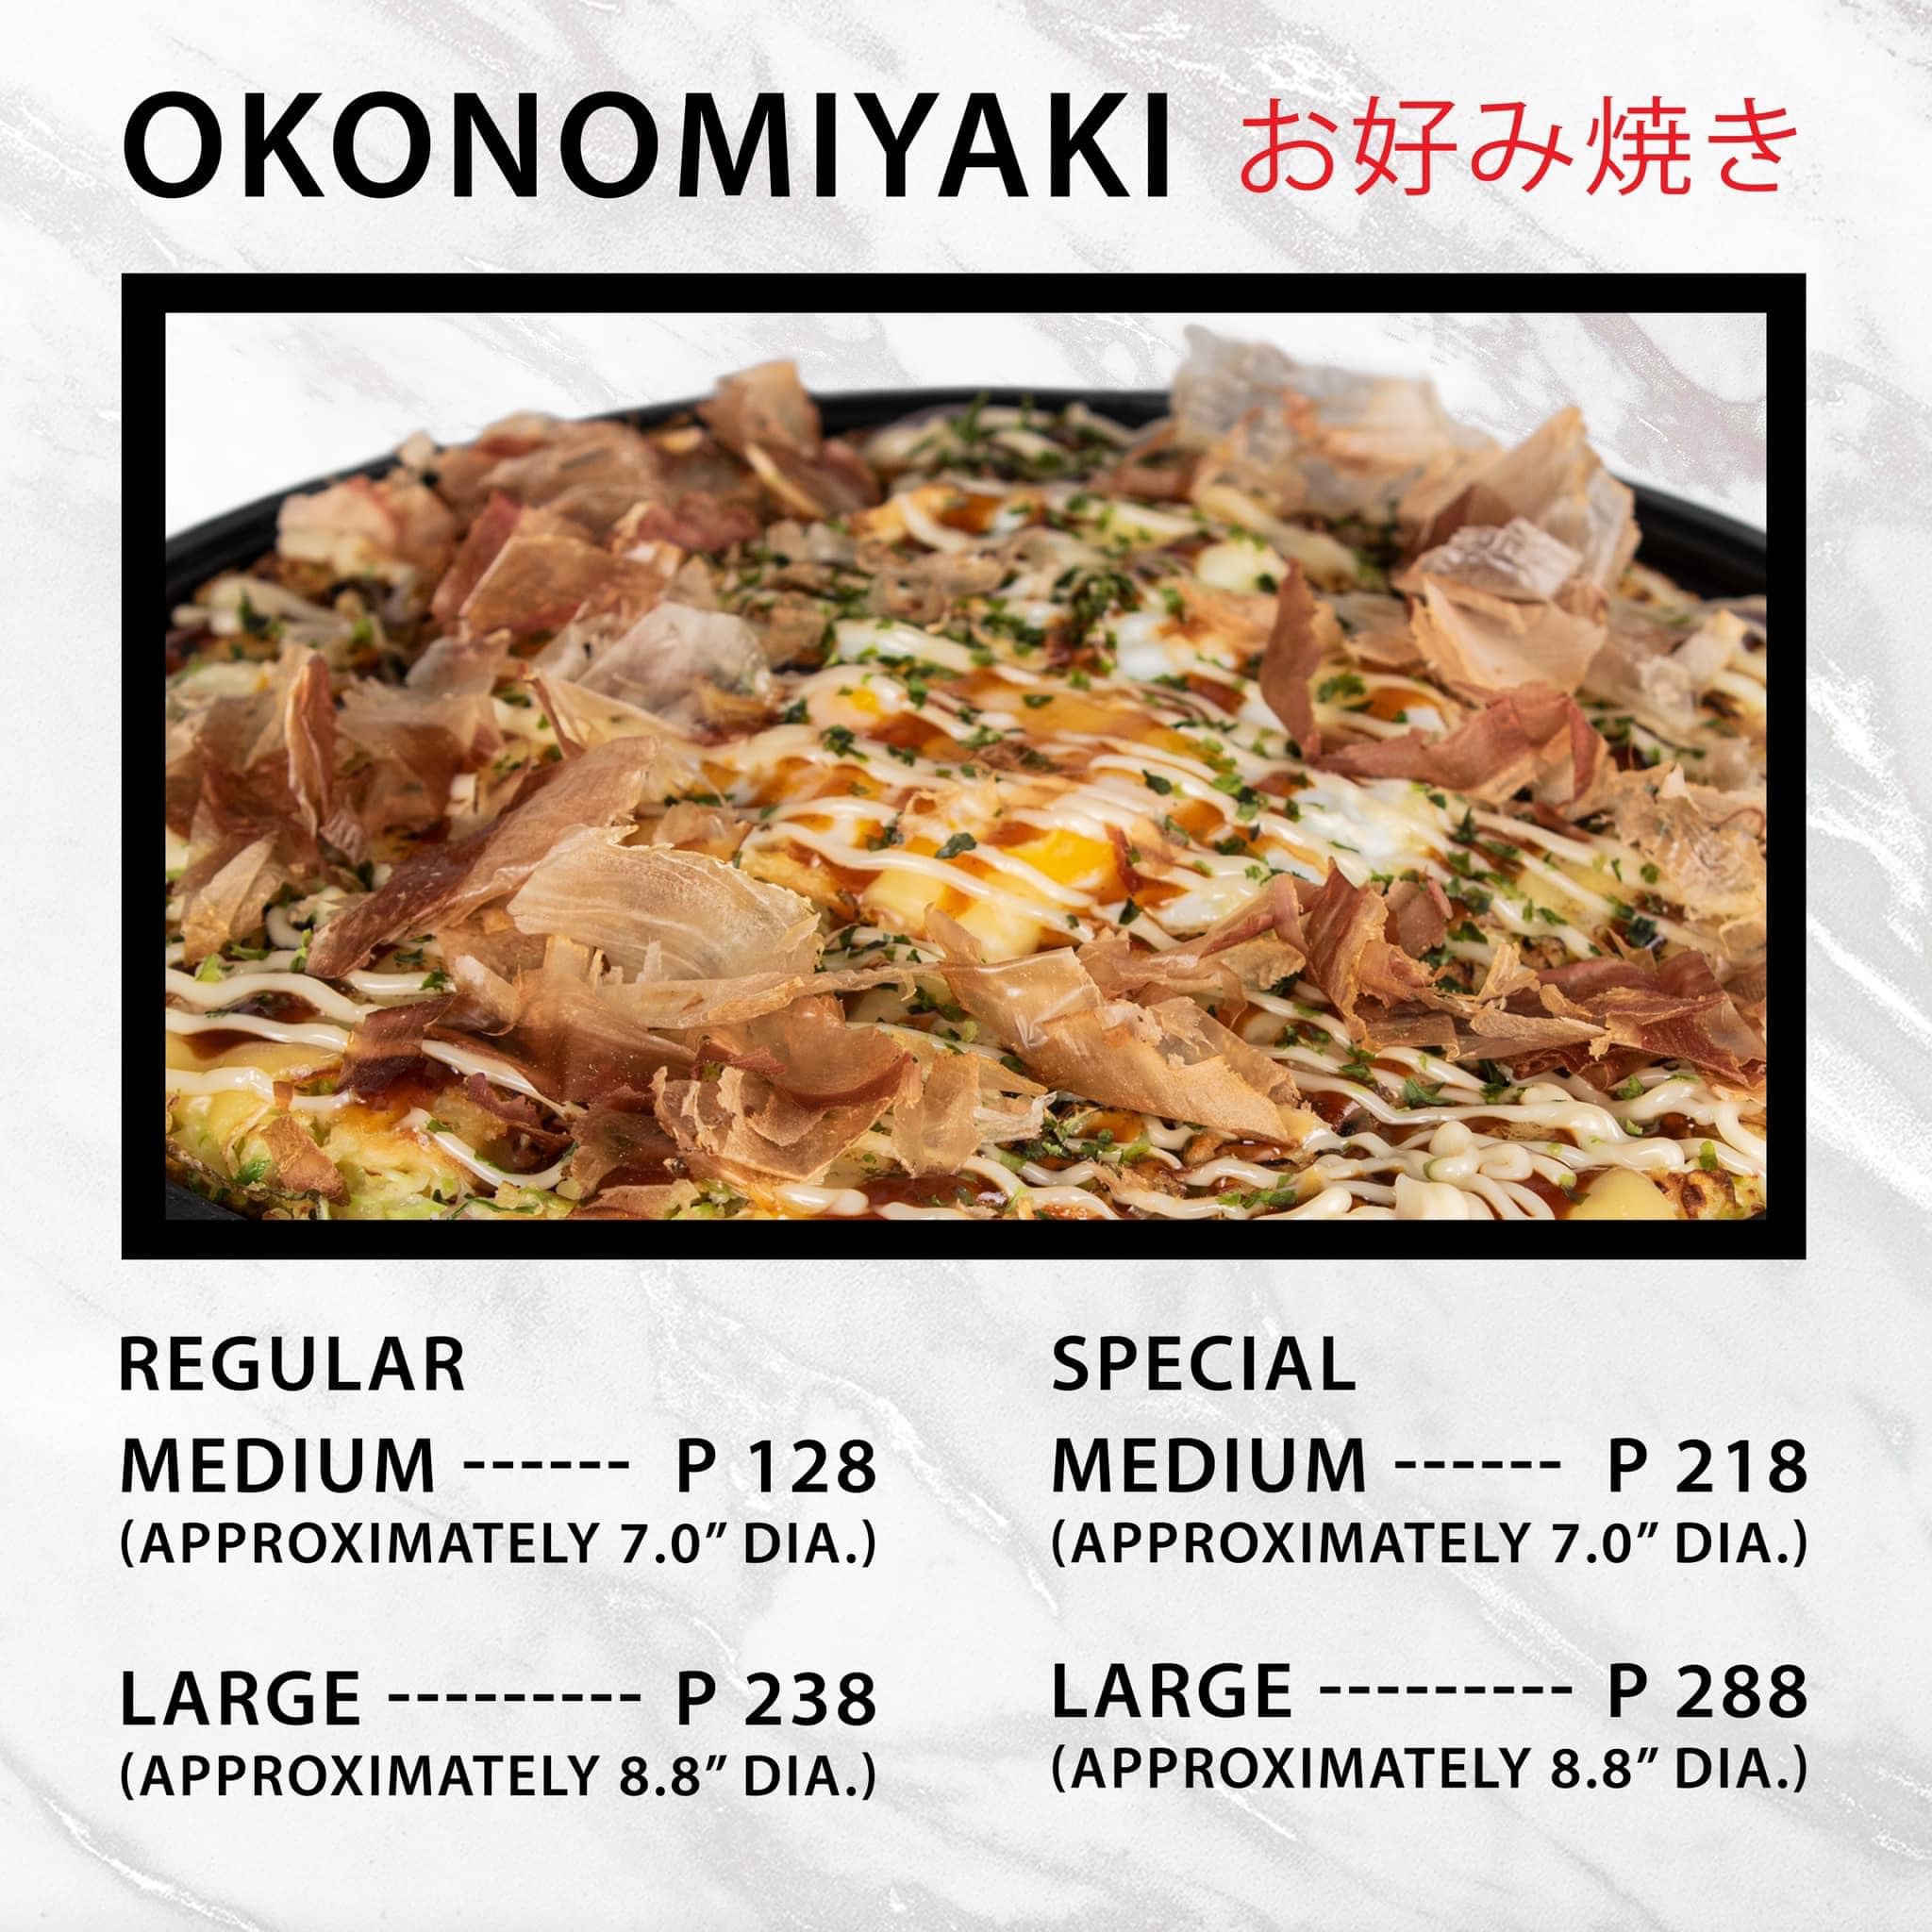 OKONOMIYAKI お好み焼き
REGULAR
MEDIUM ------ P 128
(APPROXIMATELY 7.0” DIA.)
LARGE --------- P 238
(APPROXIMATELY 8.8” DIA.)
SPECIAL
MEDIUM ------ P 218
(APPROXIMATELY 7.0” DIA.)
LARGE --------- P 288
(APPROXIMATELY 8.8” DIA.)